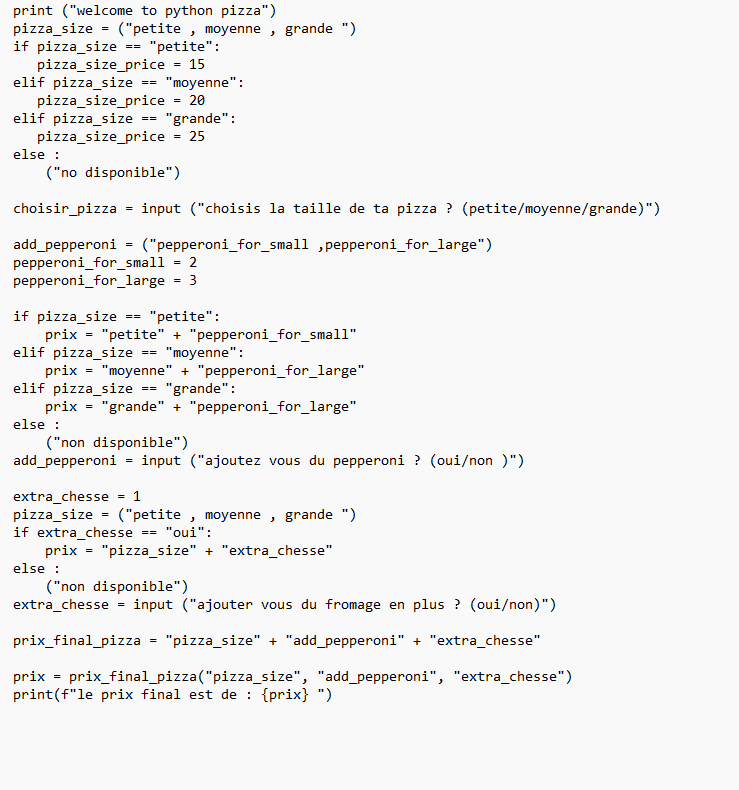 print ("welcome to python pizza")
pizza_size = ("petite , moyenne , grande ")
if pizza_size == "petite":
   pizza_size_price = 15
elif pizza_size == "moyenne":
   pizza_size_price = 20
elif pizza_size == "grande":
   pizza_size_price = 25
else :
    ("no disponible")

choisir_pizza = input ("choisis la taille de ta pizza ? (petite/moyenne/grande)")

add_pepperoni = ("pepperoni_for_small ,pepperoni_for_large")
pepperoni_for_small = 2
pepperoni_for_large = 3

if pizza_size == "petite":
    prix = "petite" + "pepperoni_for_small"
elif pizza_size == "moyenne":
    prix = "moyenne" + "pepperoni_for_large"
elif pizza_size == "grande":
    prix = "grande" + "pepperoni_for_large"
else :
    ("non disponible")
add_pepperoni = input ("ajoutez vous du pepperoni ? (oui/non )")

extra_chesse = 1
pizza_size = ("petite , moyenne , grande ")
if extra_chesse == "oui":
    prix = "pizza_size" + "extra_chesse"
else :
    ("non disponible")
extra_chesse = input ("ajouter vous du fromage en plus ? (oui/non)")

prix_final_pizza = "pizza_size" + "add_pepperoni" + "extra_chesse"

prix = prix_final_pizza("pizza_size", "add_pepperoni", "extra_chesse")
print(f"le prix final est de : {prix} ")